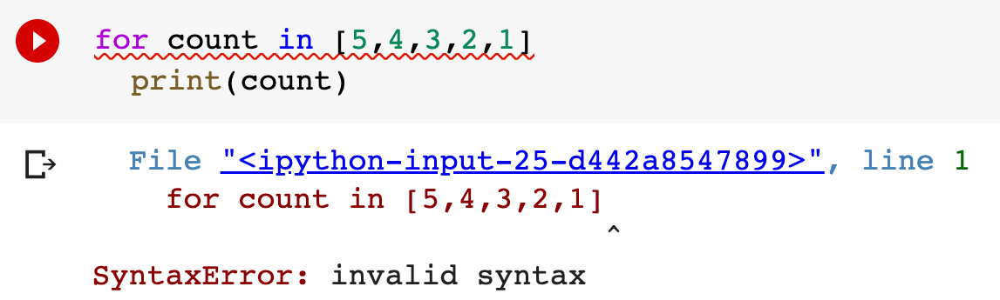 for count in [5,4,3,2,1]
  print(count)
File "<ipython-input-25-d442a8547899>", line 1
    for count in [5,4,3,2,1]
                            ^
SyntaxError: invalid syntax